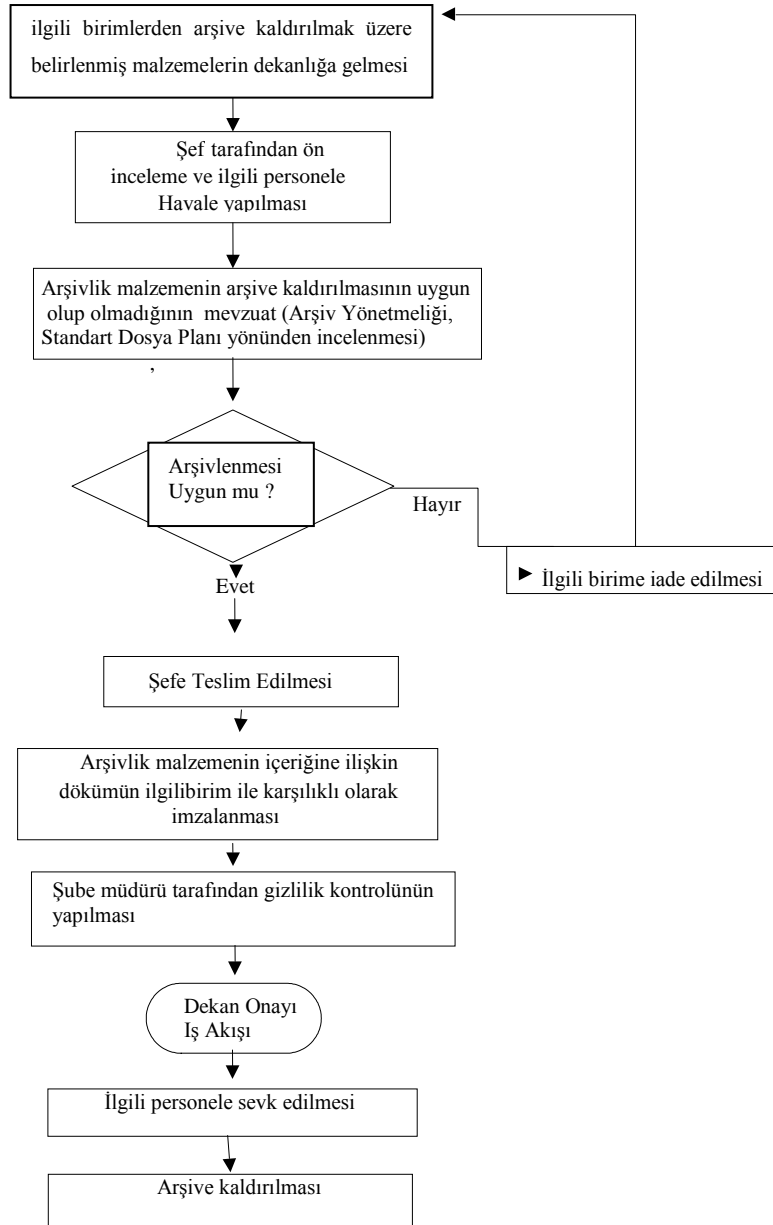 ilgili birimlerden arşive kaldırılmak üzere
belirlenmiş malzemelerin dekanlığa gelmesi
Şef tarafından ön
inceleme ve ilgili personele
Havale yapılması
Arşivlik malzemenin arşive kaldırılmasının uygun
olup olmadığının mevzuat (Arşiv Yönetmeliği,
Standart Dosya Planı yönünden incelenmesi)
,
Arşivlenmesi
Uygun mu ?
Hayır
İlgili birime iade edilmesi
Evet
Şefe Teslim Edilmesi
Arşivlik malzemenin içeriğine ilişkin
dökümün ilgilibirim ile karşılıklı olarak
imzalanması
Şube müdürü tarafından gizlilik kontrolünün
yapılması
Dekan Onayı
Iş Akışı
İlgili personele sevk edilmesi
Arşive kaldırılması